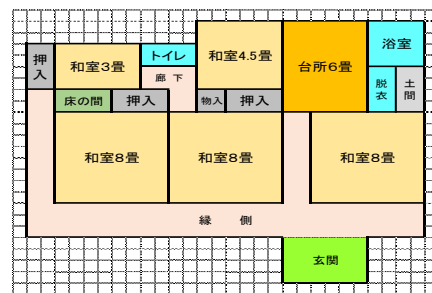 浴室
トイレ
和室4.5畳
押入
和室3畳
台所6畳
廊下
脱衣
土間
床の間
押入
物入
押入
和室8畳
和室8畳
和室8畳
縁側
玄関